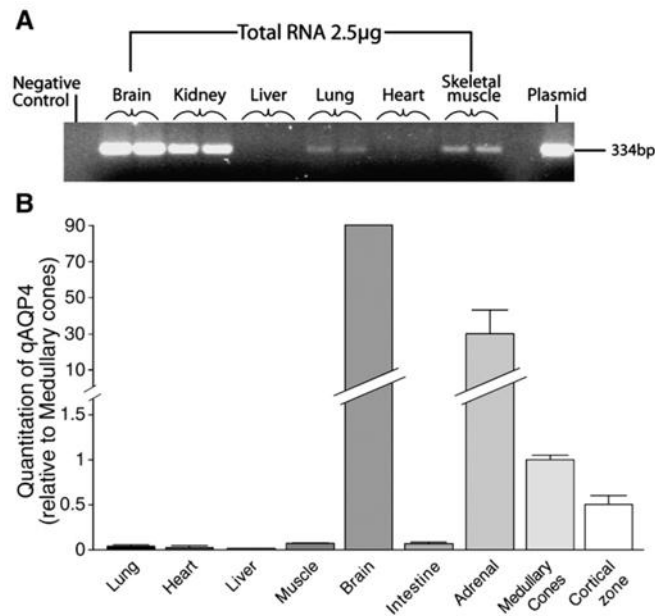 A
Total RNA 2.5μg
Negative
Control
Brain Kidney Liver Lung Heart Sketetal
muscle
Plasmid
334bp
B
Quantitation of qAQP4
(relative to Medullary cones)
90
50
30
10
1.5
1
0.5
0
Lung
Heart
Liver
Muscle
Brain
Intestine
Adrenal
Medullary
Cones
Cortical
zone